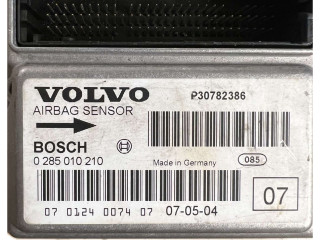 VOLVO
P30782386
AIRBAG SENSOR
BOSCH
Made in Germany
0 285 010 210
085
07
07 0124 0074 07 07-05-04